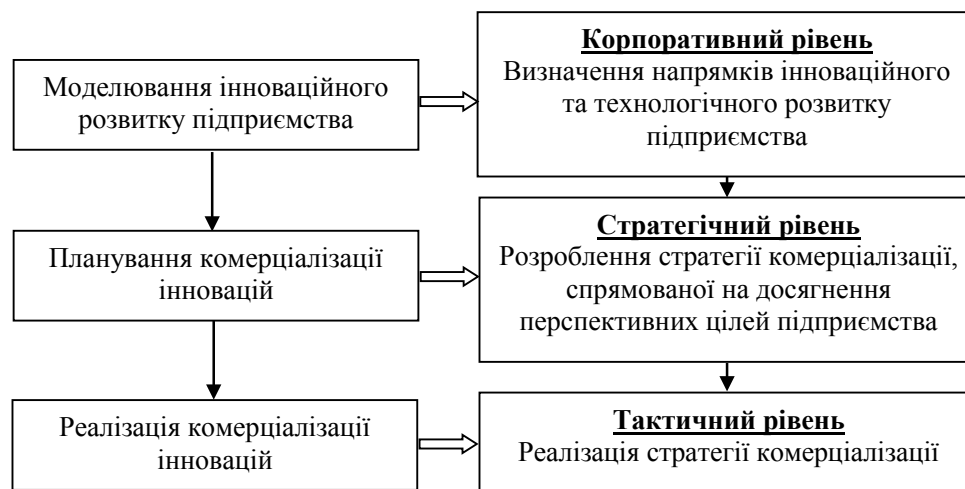 Моделювання інноваційного
розвитку підприємства
Корпоративний рівень
Визначення напрямків інноваційного
та технологічного розвитку
підприємства
Планування комерціалізації
інновацій
Стратегічний рівень
Розроблення стратегії комерціалізації,
спрямованої на досягнення
перспективних цілей підприємства
Реалізація комерціалізації
інновацій
Тактичний рівень
Реалізація стратегії комерціалізації